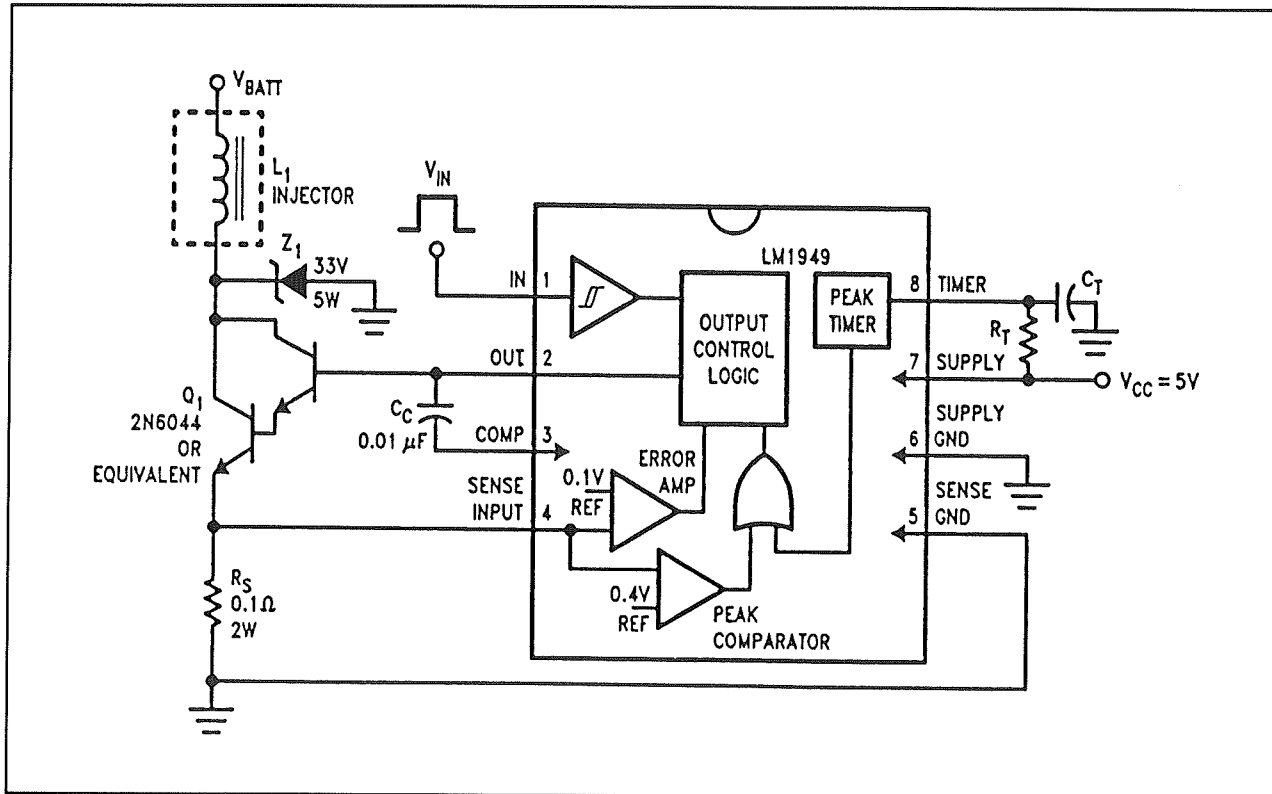 V_BATT
L_1
INJECTOR
Z_1
33V
5W
V_IN
LM1949
IN
1
PEAK
TIMER
8
TIMER
C_T
R_T
OUTPUT
CONTROL
LOGIC
OUT
2
7
SUPPLY
V_CC = 5V
Q_1
2N6044
OR
EQUIVALENT
C_C
0.01 μF
COMP
3
SUPPLY
6
GND
ERROR
AMP
0.1V
REF
SENSE
INPUT
4
SENSE
5
GND
R_S
0.1Ω
2W
0.4V
REF
PEAK
COMPARATOR